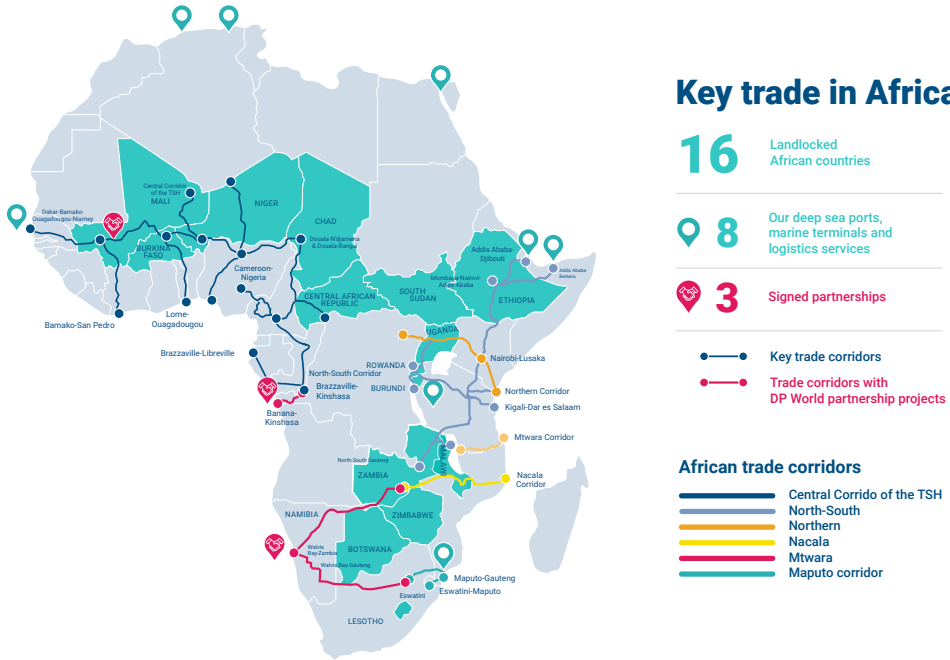 Key trade in Africa
16
Landlocked
African countries
8
Our deep sea ports,
marine terminals and
logistics services
3
Signed partnerships
Key trade corridors
Trade corridors with
DP World partnership projects
African trade corridors
Central Corrido of the TSH
North-South
Northern
Nacala
Mtwara
Maputo corridor
Central Corridor
of the TSH
MALI
NIGER
CHAD
Dakar-Bamako-
Ouagadougou-Niamey
BURKINA
FASO
Douala-N'djamena
& Douala-Bangui
Addis Ababa-
Djibouti
Addis Ababa-
Berbera
Cameroon-
Nigeria
Mombasa-Nairovi-
Addis Ababa
CENTRAL AFRICAN
REPUBLIC
SOUTH
SUDAN
ETHIOPIA
Bamako-San Pedro
Lome-
Ouagadougou
UGANDA
Brazzaville-Libreville
Nairobi-Lusaka
ROWANDA
North-South Corridor
BURUNDI
Brazzaville-
Kinshasa
Northern Corridor
Kigali-Dar es Salaam
Banana-
Kinshasa
Mtwara Corridor
MALAWI
North-South Gauteng
ZAMBIA
Nacala
Corridor
NAMIBIA
ZIMBABWE
Walvis
Bay-Zambia
BOTSWANA
Walvis Bay-Gauteng
Maputo-Gauteng
Eswatini-Maputo
Eswatini
LESOTHO